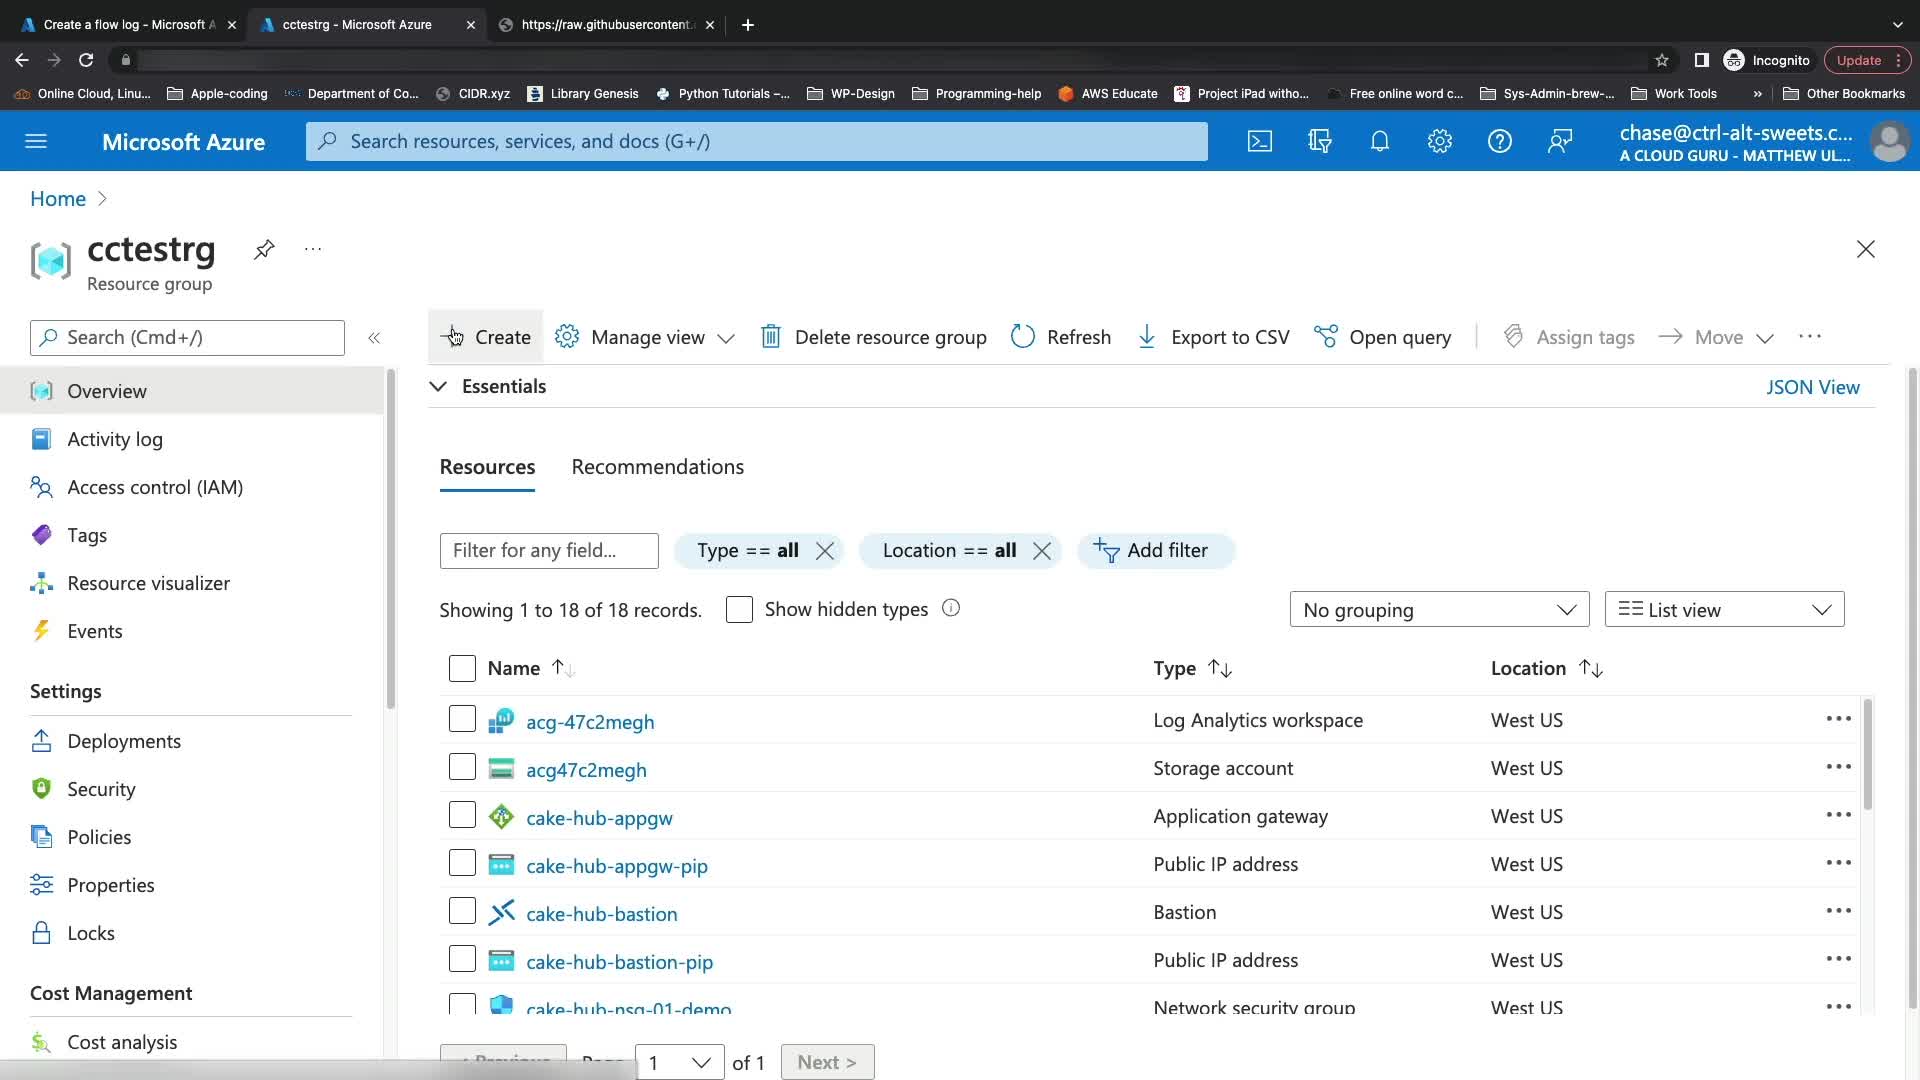 Create a flow log - Microsoft A
cctestrg - Microsoft Azure
https://raw.githubusercontent.
Incognito
Update
Online Cloud, Linu...
Apple-coding
Department of Co...
CIDR.xyz
Library Genesis
Python Tutorials –...
WP-Design
Programming-help
AWS Educate
Project iPad witho...
Free online word c...
Sys-Admin-brew-...
Work Tools
»
Other Bookmarks
Microsoft Azure
Search resources, services, and docs (G+/)
chase@ctrl-alt-sweets.c...
A CLOUD GURU - MATTHEW UL...
Home >
cctestrg
...
Resource group
Search (Cmd+/)
«
Create
Manage view
Delete resource group
Refresh
Export to CSV
Open query
Assign tags
Move
...
Overview
Activity log
Access control (IAM)
Tags
Resource visualizer
Events
Settings
Deployments
Security
Policies
Properties
Locks
Cost Management
Cost analysis
Essentials
JSON View
Resources
Recommendations
Filter for any field...
Type == all
Location == all
Add filter
Showing 1 to 18 of 18 records.
Show hidden types
No grouping
List view
Name Type Location
acg-47c2megh Log Analytics workspace West US ...
acg47c2megh Storage account West US ...
cake-hub-appgw Application gateway West US ...
cake-hub-appgw-pip Public IP address West US ...
cake-hub-bastion Bastion West US ...
cake-hub-bastion-pip Public IP address West US ...
cake-hub-nsg-01-demo Network security group West US ...
< Previous Page 1 of 1 Next >